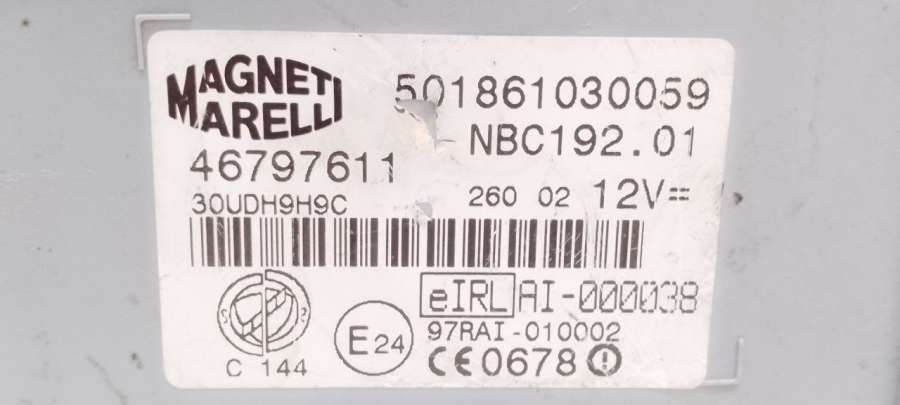 MAGNETI
MARELLI
501861030059
NBC192.01
46797611
30UDH9H9C
260 02 12V
eIRL AI-000038
97RAI-010002
E24
C 144
CE0678